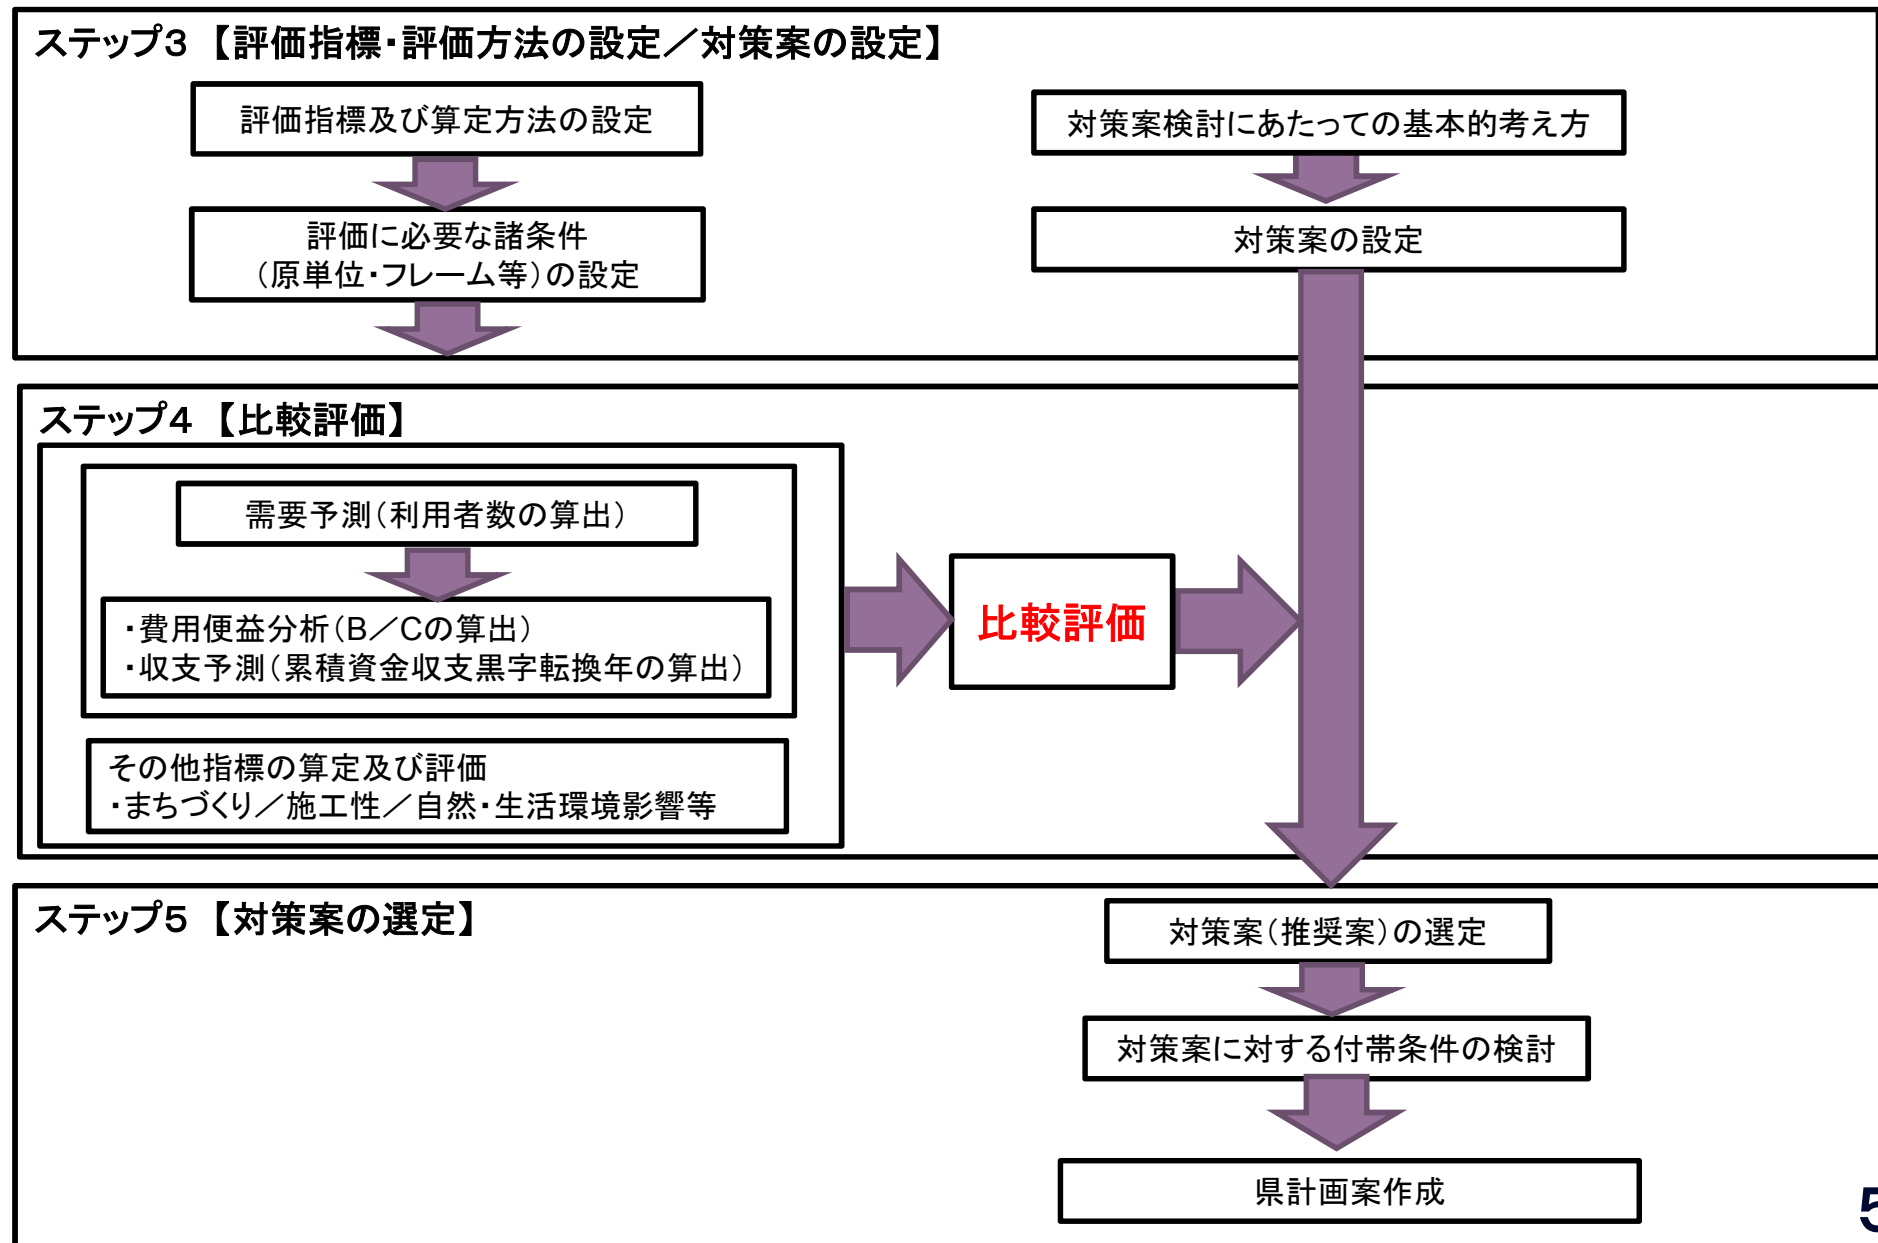 ステップ3 【評価指標・評価方法の設定／対策案の設定】
評価指標及び算定方法の設定
評価に必要な諸条件
（原単位・フレーム等）の設定
対策案検討にあたっての基本的考え方
対策案の設定
ステップ4 【比較評価】
需要予測（利用者数の算出）
・費用便益分析（B／Cの算出）
・収支予測（累積資金収支黒字転換年の算出）
その他指標の算定及び評価
・まちづくり／施工性／自然・生活環境影響等
比較評価
ステップ5 【対策案の選定】
対策案（推奨案）の選定
対策案に対する付帯条件の検討
県計画案作成
5